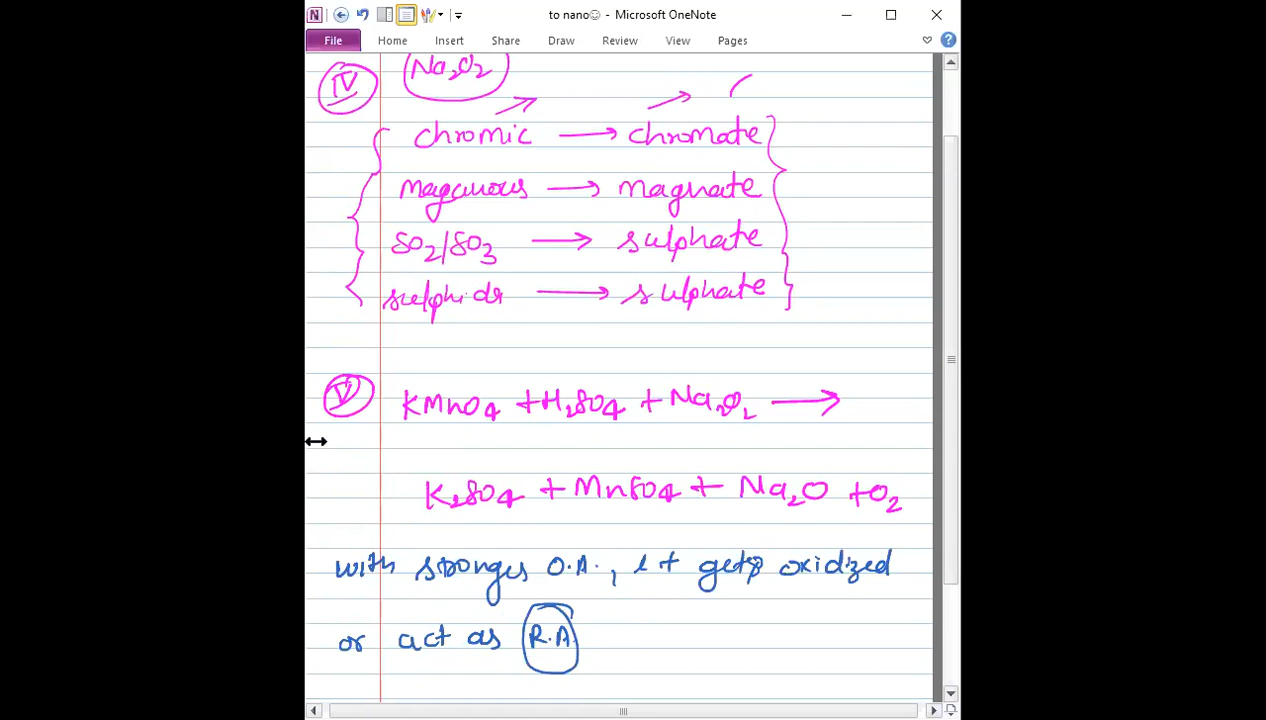 to nano☺ - Microsoft OneNote
File Home Insert Share Draw Review View Pages
IV Na2O2
chromic → chromate
maganous → magnate
SO2/SO3 → sulphate
sulphide → sulphate
V KMnO4 + H2SO4 + Na2O2 →
K2SO4 + MnSO4 + Na2O + O2
with stronger O.A., it gets oxidized
or act as R.A